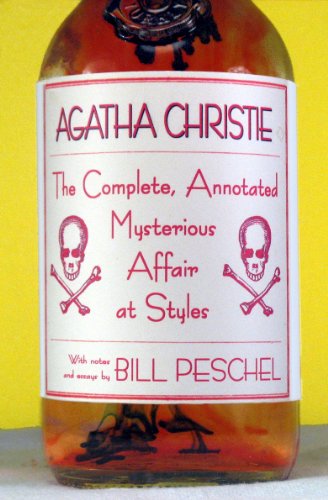 AGATHA CHRISTIE
The Complete, Annotated
Mysterious
Affair
at Styles
With notes
and essays by BILL PESCHEL